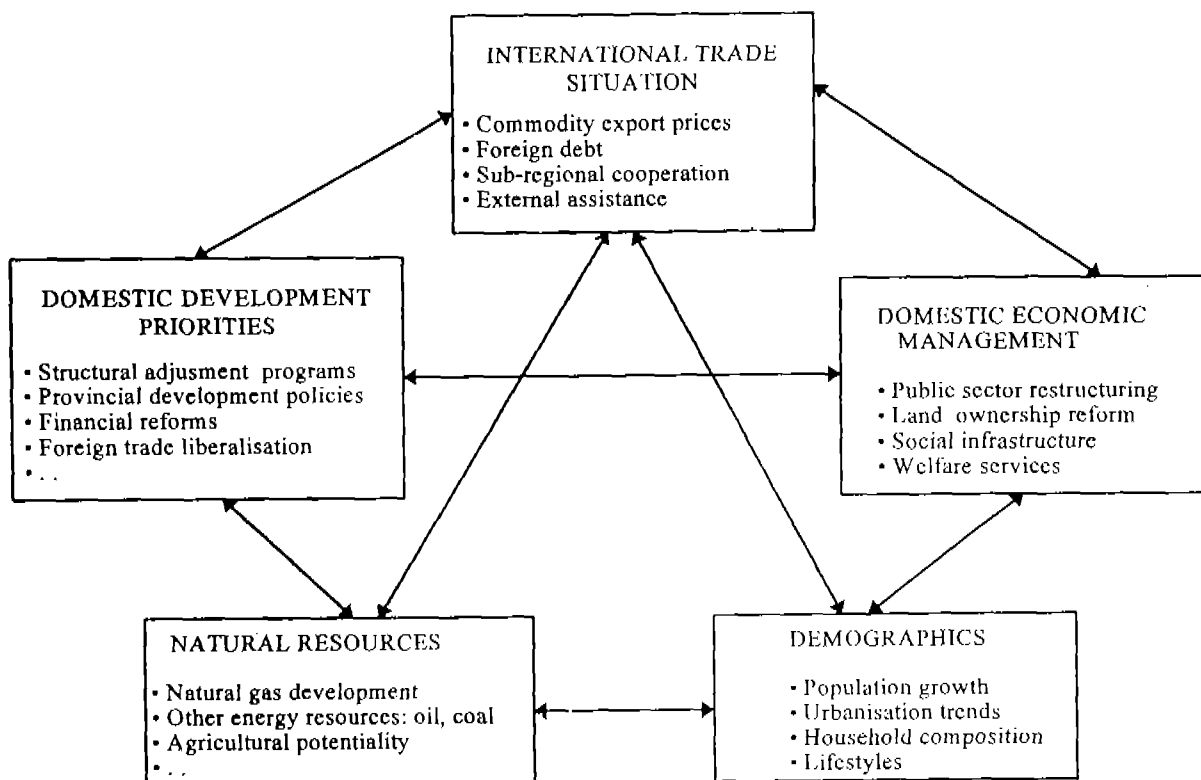 INTERNATIONAL TRADE
SITUATION
• Commodity export prices
• Foreign debt
• Sub-regional cooperation
• External assistance
DOMESTIC DEVELOPMENT
PRIORITIES
• Structural adjusment programs
• Provincial development policies
• Financial reforms
• Foreign trade liberalisation
• . .
DOMESTIC ECONOMIC
MANAGEMENT
• Public sector restructuring
• Land ownership reform
• Social infrastructure
• Welfare services
NATURAL RESOURCES
• Natural gas development
• Other energy resources: oil, coal
• Agricultural potentiality
• . .
DEMOGRAPHICS
• Population growth
• Urbanisation trends
• Household composition
• Lifestyles